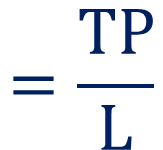 = TP / L